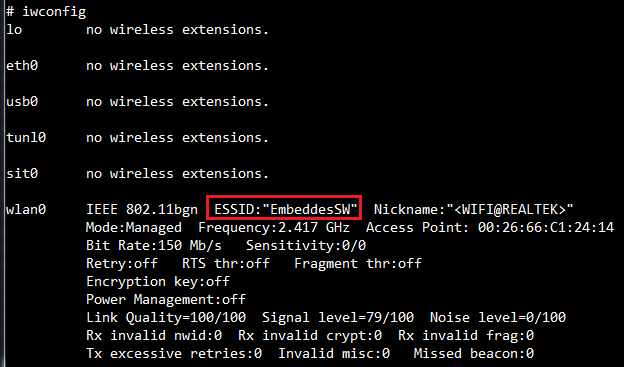 # iwconfig
lo        no wireless extensions.
eth0      no wireless extensions.
usb0      no wireless extensions.
tunl0     no wireless extensions.
sit0      no wireless extensions.
wlan0     IEEE 802.11bgn  ESSID:"EmbeddesSW"  Nickname:"<WIFI@REALTEK>"
          Mode:Managed  Frequency:2.417 GHz  Access Point: 00:26:66:C1:24:14
          Bit Rate:150 Mb/s   Sensitivity:0/0
          Retry:off   RTS thr:off   Fragment thr:off
          Encryption key:off
          Power Management:off
          Link Quality=100/100  Signal level=79/100  Noise level=0/100
          Rx invalid nwid:0  Rx invalid crypt:0  Rx invalid frag:0
          Tx excessive retries:0  Invalid misc:0   Missed beacon:0